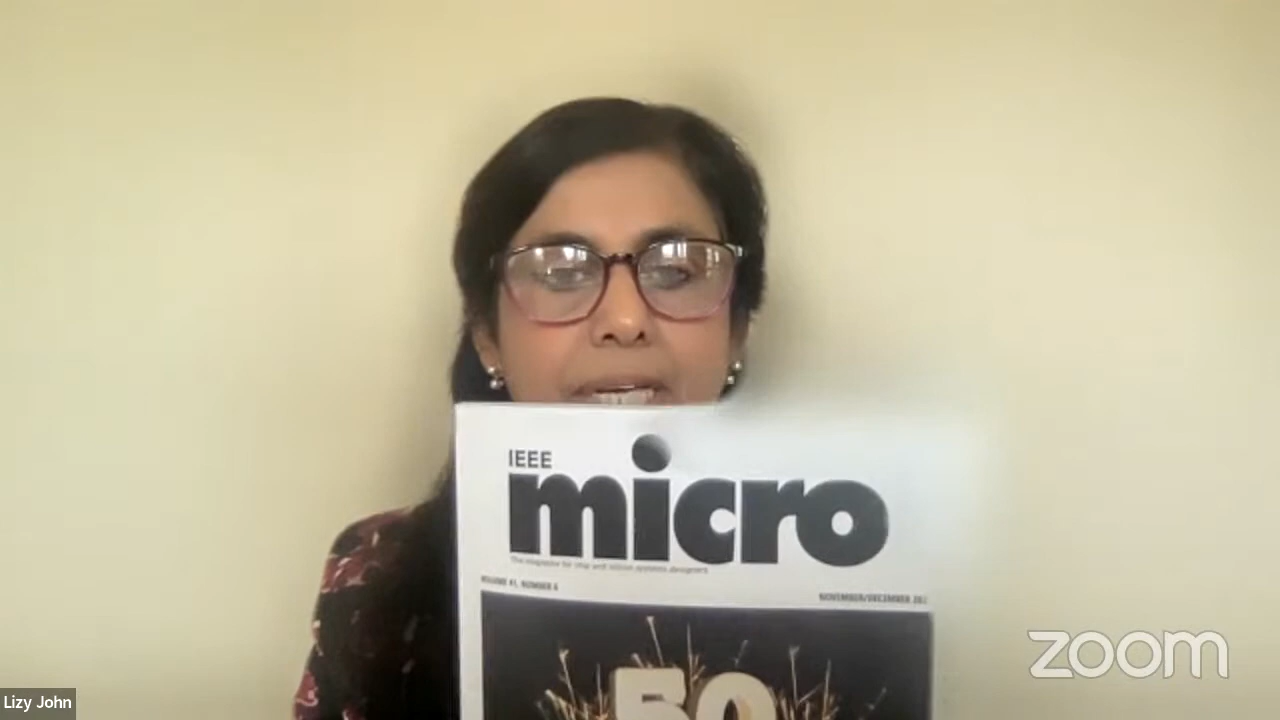 IEEE
micro
The magazine for chip and silicon systems designers
VOLUME 41, NUMBER 6
NOVEMBER/DECEMBER
50
zoom
Lizy John